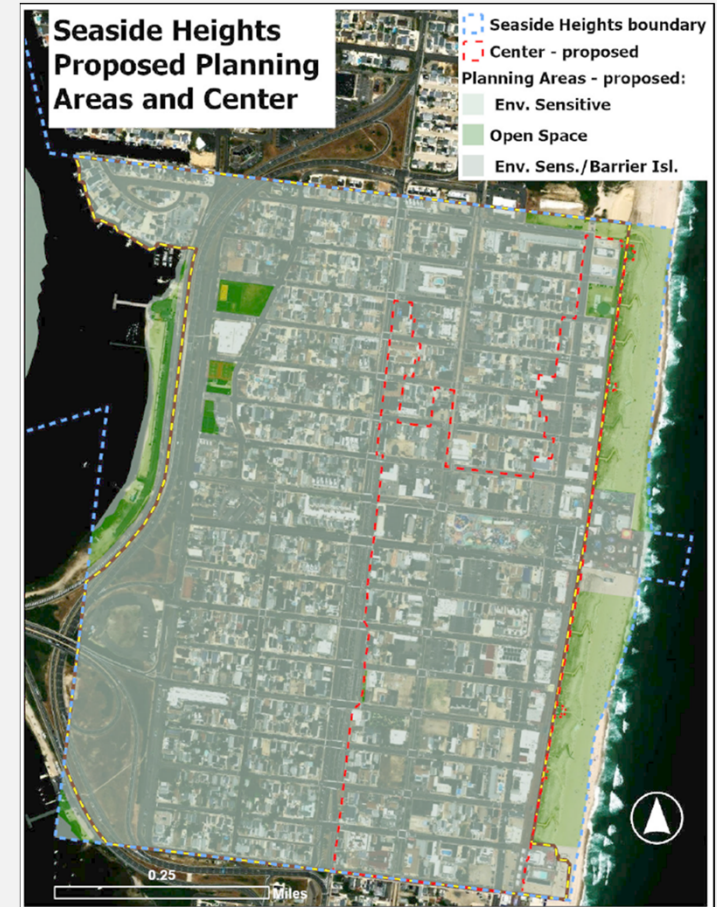 Seaside Heights
Proposed Planning
Areas and Center
Seaside Heights boundary
Center - proposed
Planning Areas - proposed:
Env. Sensitive
Open Space
Env. Sens./Barrier Isl.
0.25
Miles